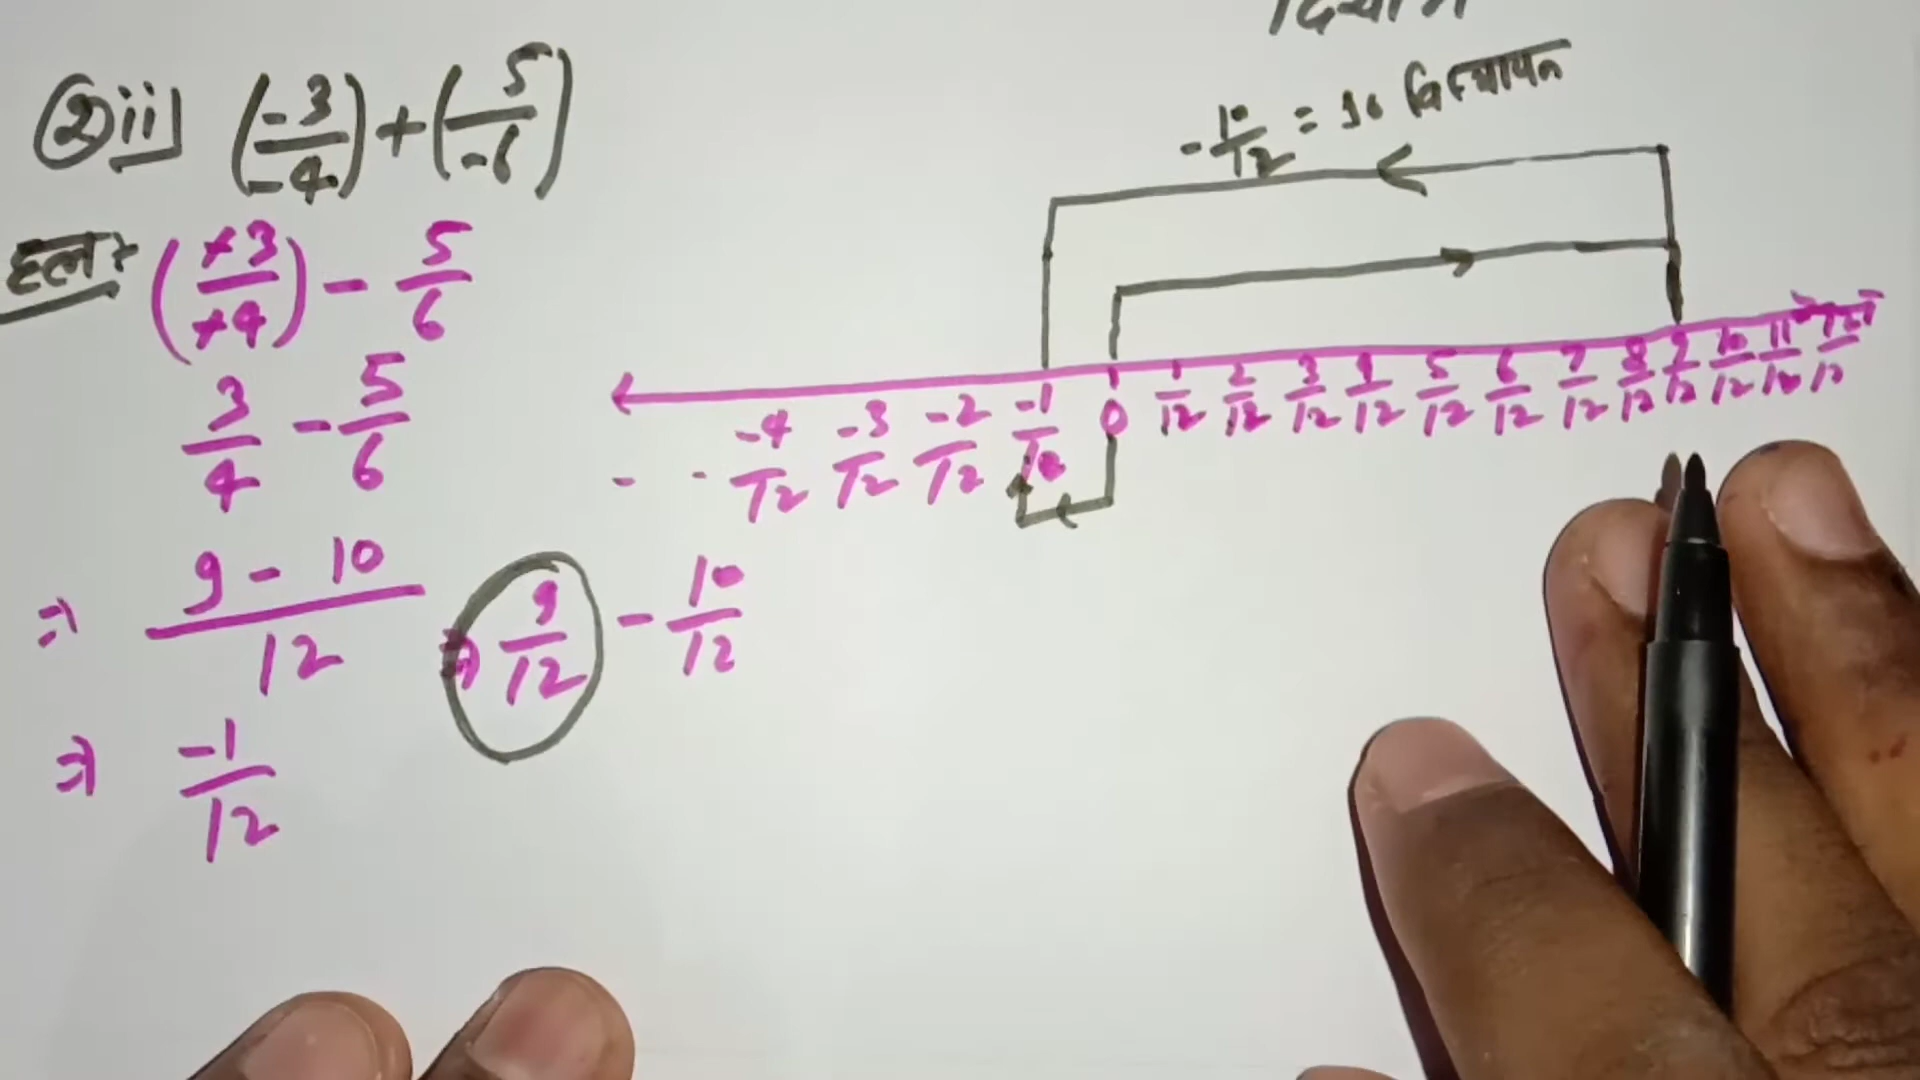 ② ii] (-3/-4) + (5/-6)
-10/12 = 10 विस्थापन
हल:- (+3/+4) - 5/6
3/4 - 5/6
-4/12 -3/12 -2/12 -1/12 0 1/12 2/12 3/12 4/12 5/12 6/12 7/12 8/12 9/12 10/12 11/12 12/12
⇒ 9 - 10/12 ⇒ 9/12 - 10/12
⇒ -1/12